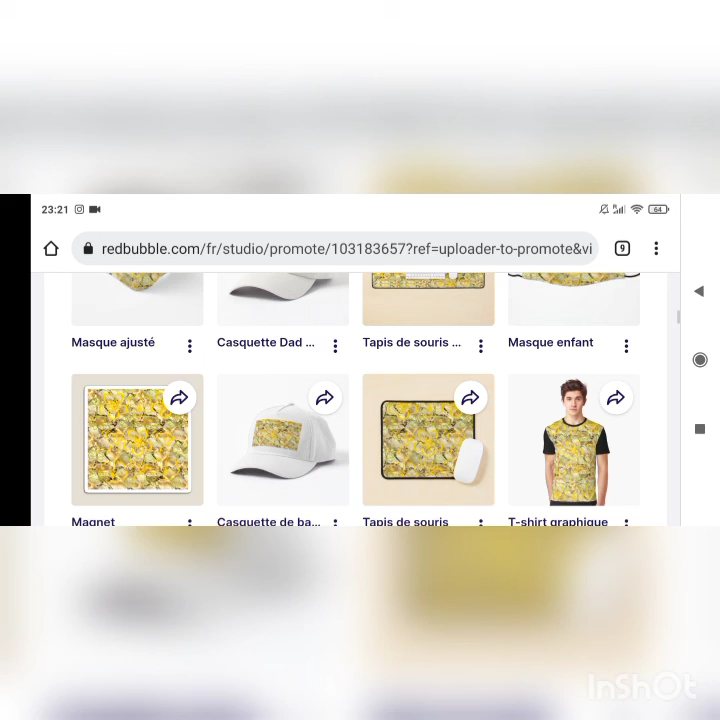 23:21
64
redbubble.com/fr/studio/promote/103183657?ref=uploader-to-promote&vi
9
Masque ajusté
Casquette Dad ...
Tapis de souris ...
Masque enfant
Magnet
Casquette de ba...
Tapis de souris
T-shirt graphique
InShOt